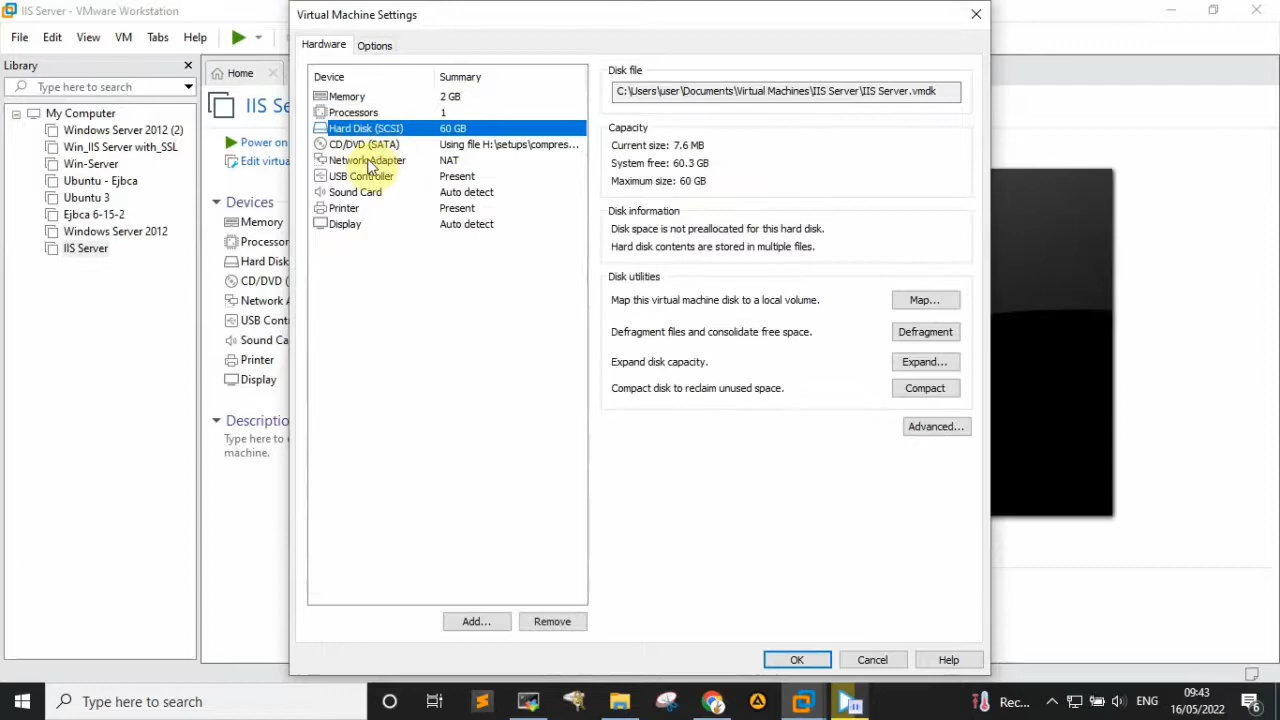 IIS Server - VMware Workstation
File Edit View VM Tabs Help
Library
Type here to search
My Computer
Windows Server 2012 (2)
Win_IIS Server with_SSL
Win-Server
Ubuntu - Ejbca
Ubuntu 3
Ejbca 6-15-2
Windows Server 2012
IIS Server
Home
IIS Se
Power on
Edit virtua
Devices
Memory
Processor
Hard Disk
CD/DVD (
Network A
USB Contr
Sound Ca
Printer
Display
Descriptio
Type here to e
machine.
Virtual Machine Settings
Hardware Options
Device Summary
Memory 2 GB
Processors 1
Hard Disk (SCSI) 60 GB
CD/DVD (SATA) Using file H:\setups\compres...
Network Adapter NAT
USB Controller Present
Sound Card Auto detect
Printer Present
Display Auto detect
Add... Remove
Disk file
C:\Users\user\Documents\Virtual Machines\IIS Server\IIS Server.vmdk
Capacity
Current size: 7.6 MB
System free: 60.3 GB
Maximum size: 60 GB
Disk information
Disk space is not preallocated for this hard disk.
Hard disk contents are stored in multiple files.
Disk utilities
Map this virtual machine disk to a local volume. Map...
Defragment files and consolidate free space. Defragment
Expand disk capacity. Expand...
Compact disk to reclaim unused space. Compact
Advanced...
OK Cancel Help
Type here to search
Rec... ENG
09:43
16/05/2022
6